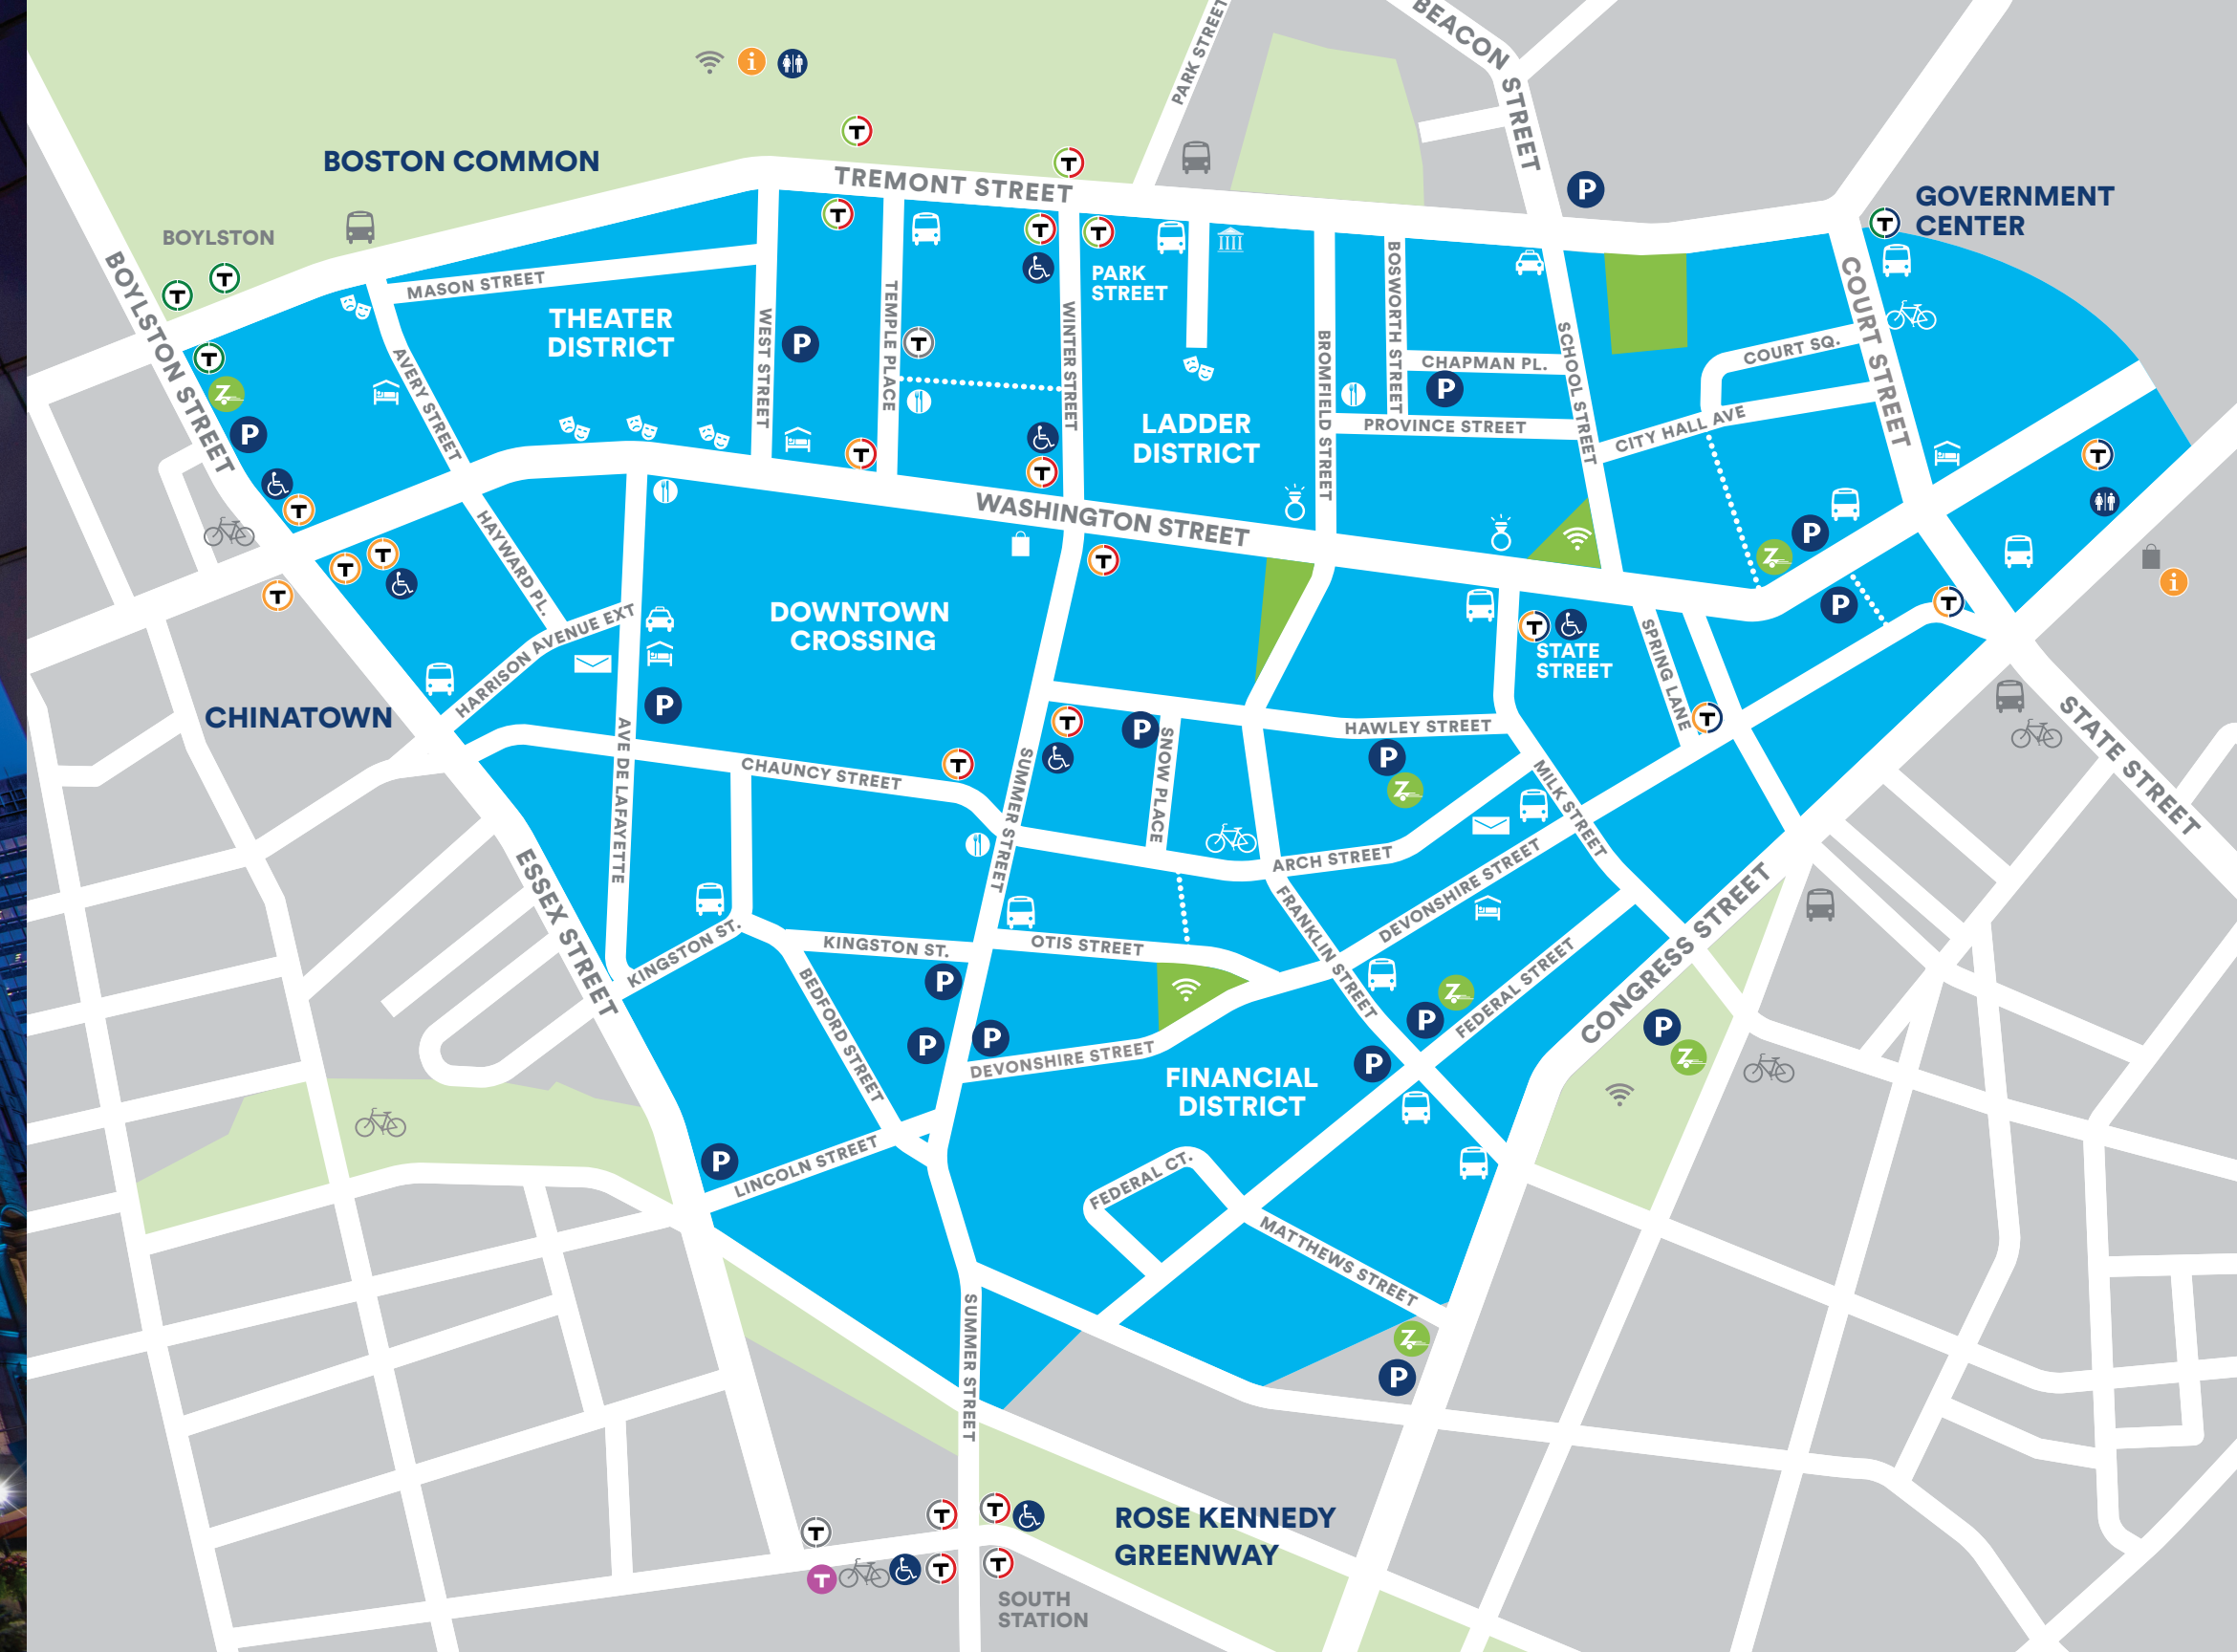 PARK STREET
BEACON STREET
BOSTON COMMON
TREMONT STREET
GOVERNMENT
CENTER
BOYLSTON
BOYLSTON STREET
MASON STREET
THEATER
DISTRICT
AVERY STREET
WEST STREET
TEMPLE PLACE
WINTER STREET
PARK
STREET
LADDER
DISTRICT
BROMFIELD STREET
BOSWORTH STREET
CHAPMAN PL.
PROVINCE STREET
SCHOOL STREET
COURT SQ.
CITY HALL AVE
COURT STREET
WASHINGTON STREET
HAYWARD PL.
HARRISON AVENUE EXT
DOWNTOWN
CROSSING
CHINATOWN
AVE DE LAFAYETTE
CHAUNCY STREET
SUMMER STREET
SNOW PLACE
HAWLEY STREET
STATE
STREET
SPRING LANE
MILK STREET
STATE STREET
ARCH STREET
DEVONSHIRE STREET
FRANKLIN STREET
ESSEX STREET
KINGSTON ST.
KINGSTON ST.
OTIS STREET
BEDFORD STREET
DEVONSHIRE STREET
FEDERAL STREET
CONGRESS STREET
FINANCIAL
DISTRICT
LINCOLN STREET
FEDERAL CT.
MATTHEWS STREET
SUMMER STREET
ROSE KENNEDY
GREENWAY
SOUTH
STATION